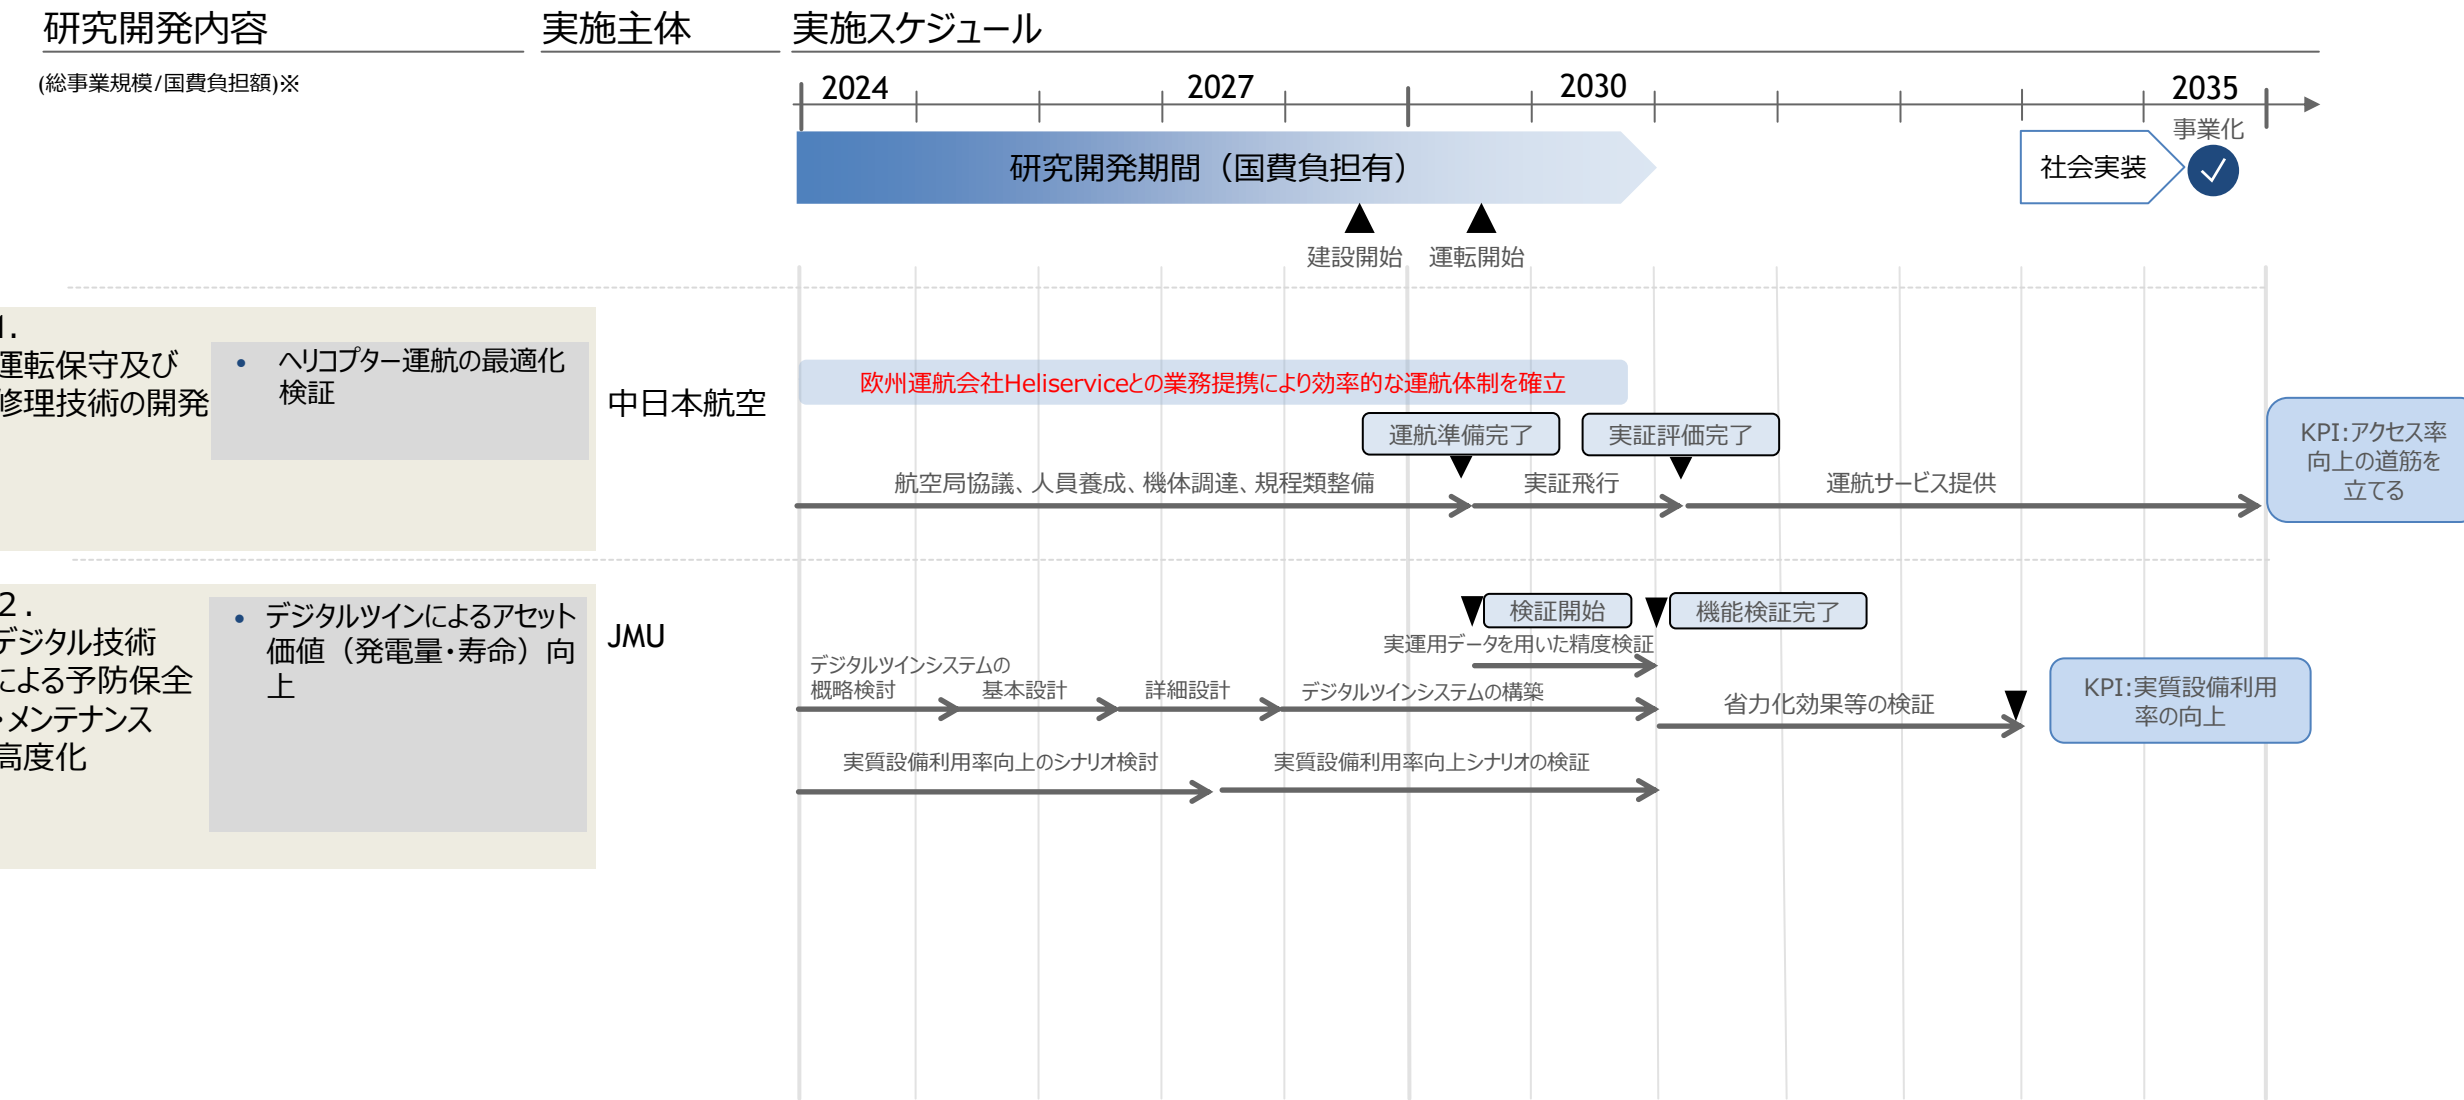 研究開発内容
実施主体
実施スケジュール
(総事業規模/国費負担額)※
2024
2027
2030
2035
事業化
研究開発期間（国費負担有）
社会実装
建設開始
運転開始
1.
運転保守及び
修理技術の開発
• ヘリコプター運航の最適化
検証
中日本航空
欧州運航会社Heliserviceとの業務提携により効率的な運航体制を確立
運航準備完了
実証評価完了
航空局協議、人員養成、機体調達、規程類整備
実証飛行
運航サービス提供
KPI:アクセス率
向上の道筋を
立てる
２.
デジタル技術
による予防保全
・メンテナンス
高度化
• デジタルツインによるアセット
価値（発電量・寿命）向
上
JMU
検証開始
機能検証完了
実運用データを用いた精度検証
デジタルツインシステムの
概略検討
基本設計
詳細設計
デジタルツインシステムの構築
省力化効果等の検証
KPI:実質設備利用
率の向上
実質設備利用率向上のシナリオ検討
実質設備利用率向上シナリオの検証